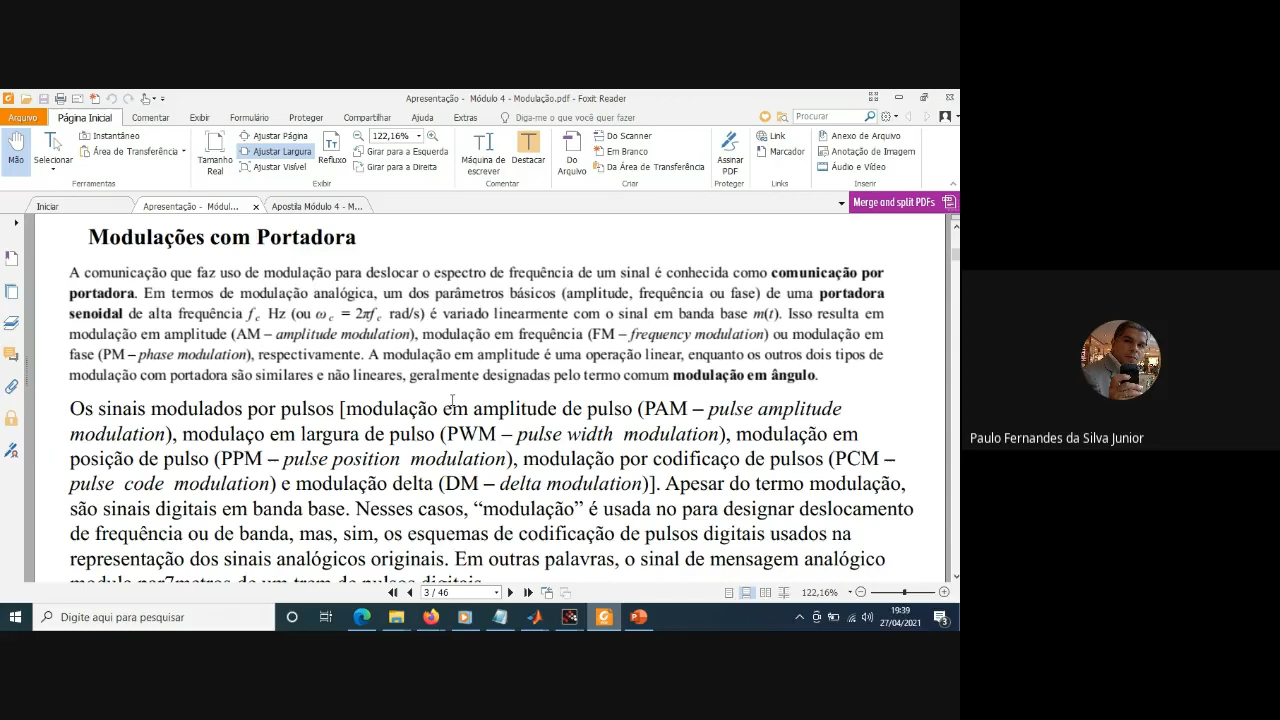 Apresentação - Módulo 4 - Modulação.pdf - Foxit Reader
Arquivo Página Inicial Comentar Exibir Formulário Proteger Compartilhar Ajuda Extras Diga-me o que você quer fazer Procurar
Mão
Selecionar
Instantâneo
Área de Transferência
Ferramentas
Tamanho Real
Ajustar Página
Ajustar Largura
Ajustar Visível
Refluxo
122,16%
Girar para a Esquerda
Girar para a Direita
Exibir
Máquina de escrever
Destacar
Comentar
Do Arquivo
Do Scanner
Em Branco
Da Área de Transferência
Criar
Assinar PDF
Proteger
Link
Marcador
Links
Anexo de Arquivo
Anotação de Imagem
Áudio e Vídeo
Inserir
Iniciar Apresentação - Módul... Apostila Módulo 4 - M... Merge and split PDFs
Modulações com Portadora
A comunicação que faz uso de modulação para deslocar o espectro de frequência de um sinal é conhecida como comunicação por
portadora. Em termos de modulação analógica, um dos parâmetros básicos (amplitude, frequência ou fase) de uma portadora
senoidal de alta frequência f c Hz (ou ω c = 2πf c rad/s) é variado linearmente com o sinal em banda base m(t). Isso resulta em
modulação em amplitude (AM – amplitude modulation), modulação em frequência (FM – frequency modulation) ou modulação em
fase (PM – phase modulation), respectivamente. A modulação em amplitude é uma operação linear, enquanto os outros dois tipos de
modulação com portadora são similares e não lineares, geralmente designadas pelo termo comum modulação em ângulo.
Os sinais modulados por pulsos [modulação em amplitude de pulso (PAM – pulse amplitude
modulation), modulaço em largura de pulso (PWM – pulse width modulation), modulação em
posição de pulso (PPM – pulse position modulation), modulação por codificaço de pulsos (PCM –
pulse code modulation) e modulação delta (DM – delta modulation)]. Apesar do termo modulação,
são sinais digitais em banda base. Nesses casos, “modulação” é usada no para designar deslocamento
de frequência ou de banda, mas, sim, os esquemas de codificação de pulsos digitais usados na
representação dos sinais analógicos originais. Em outras palavras, o sinal de mensagem analógico
modula par7metros de um trem de pulsos digitais
3 / 46
122,16%
Digite aqui para pesquisar
19:39
27/04/2021
3
Paulo Fernandes da Silva Junior